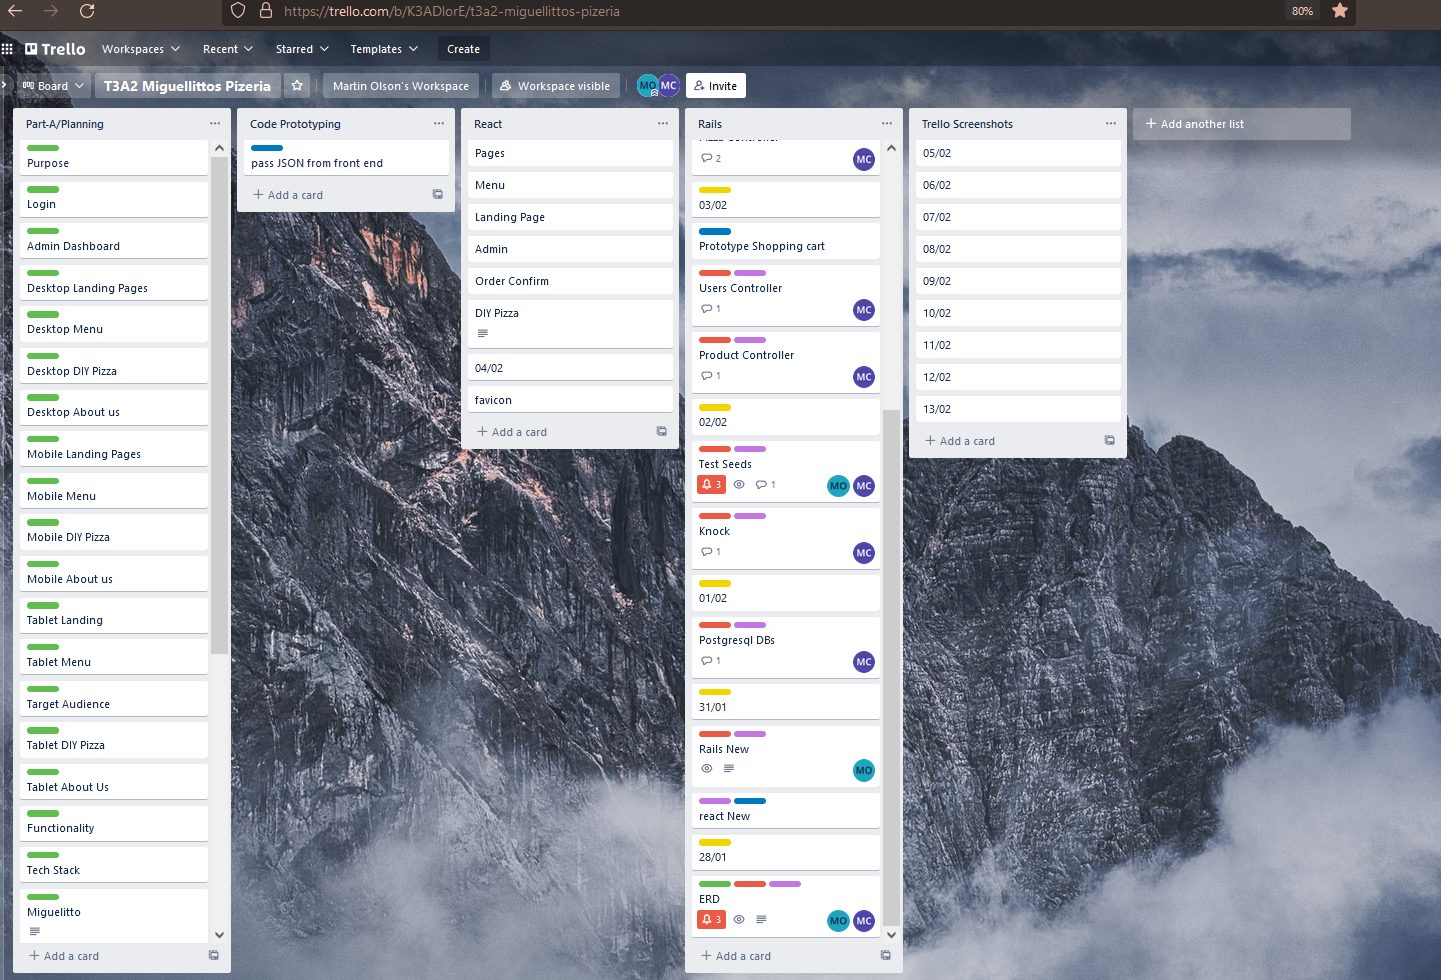 https://trello.com/b/K3ADlorE/t3a2-miguellittos-pizeria
80%
Trello
Workspaces
Recent
Starred
Templates
Create
Board
T3A2 Miguellittos Pizeria
Martin Olson's Workspace
Workspace visible
MO
MC
Invite
Part-A/Planning
Purpose
Login
Admin Dashboard
Desktop Landing Pages
Desktop Menu
Desktop DIY Pizza
Desktop About us
Mobile Landing Pages
Mobile Menu
Mobile DIY Pizza
Mobile About us
Tablet Landing
Tablet Menu
Target Audience
Tablet DIY Pizza
Tablet About Us
Functionality
Tech Stack
Miguelitto
+ Add a card
Code Prototyping
pass JSON from front end
+ Add a card
React
Pages
Menu
Landing Page
Admin
Order Confirm
DIY Pizza
04/02
favicon
+ Add a card
Rails
Pizza Controller
2
MC
03/02
Prototype Shopping cart
Users Controller
1
MC
Product Controller
1
MC
02/02
Test Seeds
3
1
MO
MC
Knock
1
MC
01/02
Postgresql DBs
1
MC
31/01
Rails New
MO
react New
28/01
ERD
3
MO
MC
+ Add a card
Trello Screenshots
05/02
06/02
07/02
08/02
09/02
10/02
11/02
12/02
13/02
+ Add a card
+ Add another list